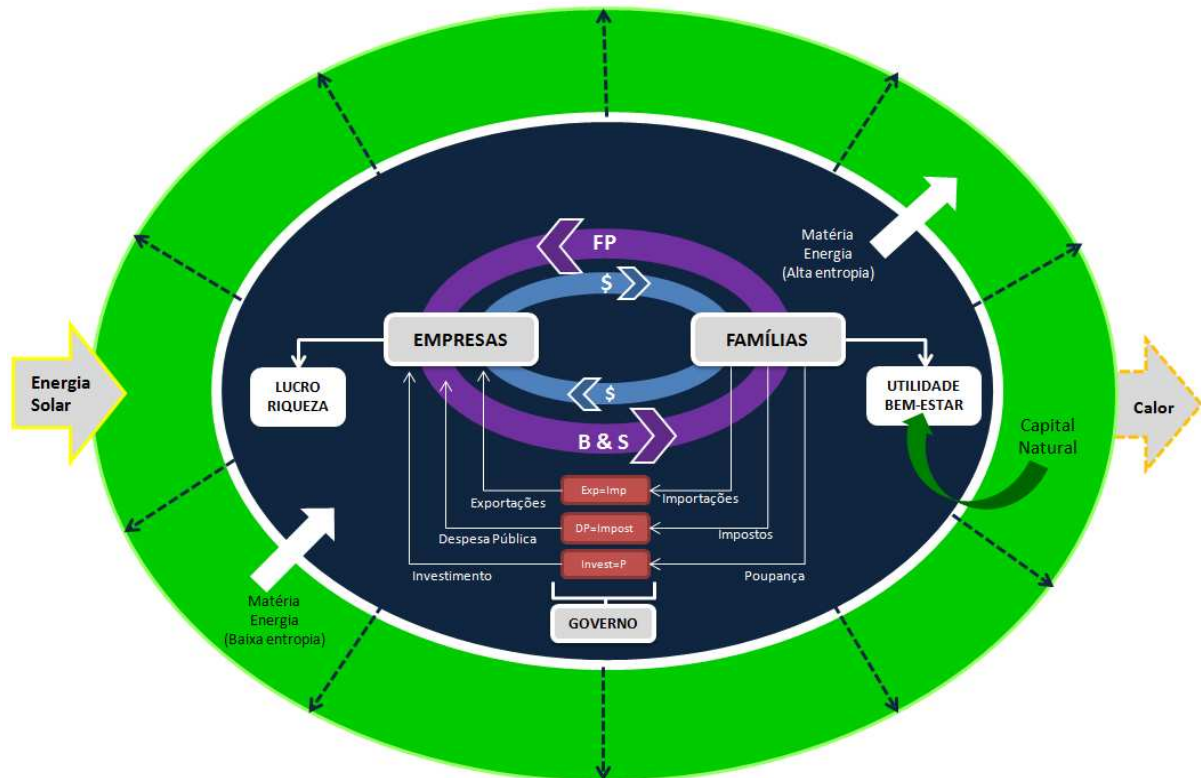 FP
$
Matéria
Energia
(Alta entropia)
EMPRESAS
FAMÍLIAS
Energia
Solar
LUCRO
RIQUEZA
$
UTILIDADE
BEM-ESTAR
Calor
B & S
Capital
Natural
Exp=Imp
Exportações
Importações
DP=Impost
Despesa Pública
Impostos
Invest=P
Investimento
Poupança
Matéria
Energia
(Baixa entropia)
GOVERNO